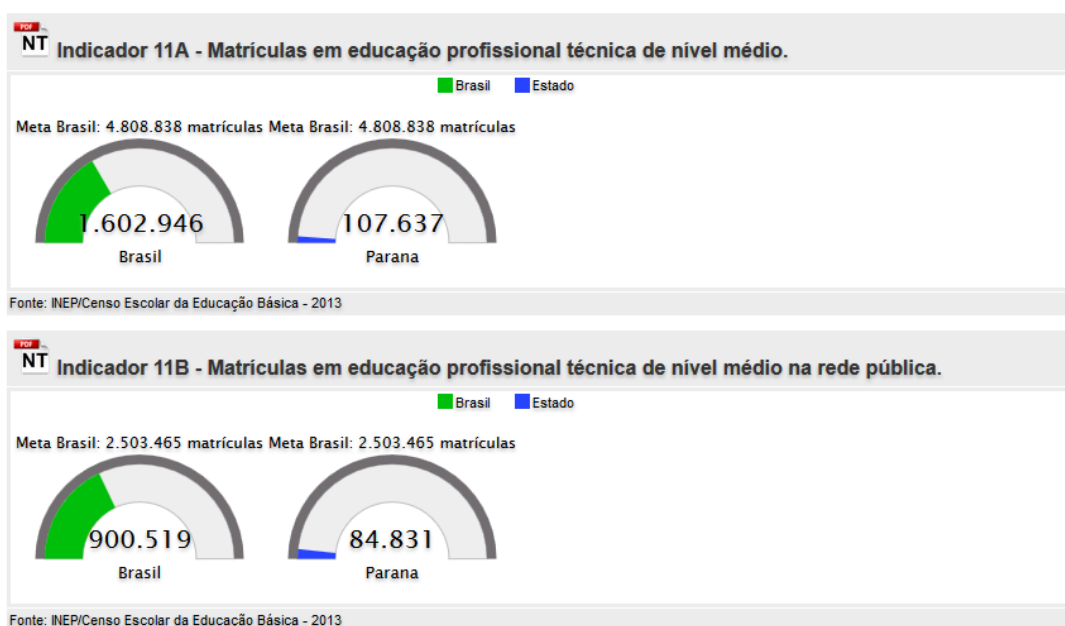 PDF
NT Indicador 11A - Matrículas em educação profissional técnica de nível médio.
Brasil Estado
Meta Brasil: 4.808.838 matrículas Meta Brasil: 4.808.838 matrículas
1.602.946 107.637
Brasil Parana
Fonte: INEP/Censo Escolar da Educação Básica - 2013
PDF
NT Indicador 11B - Matrículas em educação profissional técnica de nível médio na rede pública.
Brasil Estado
Meta Brasil: 2.503.465 matrículas Meta Brasil: 2.503.465 matrículas
900.519 84.831
Brasil Parana
Fonte: INEP/Censo Escolar da Educação Básica - 2013